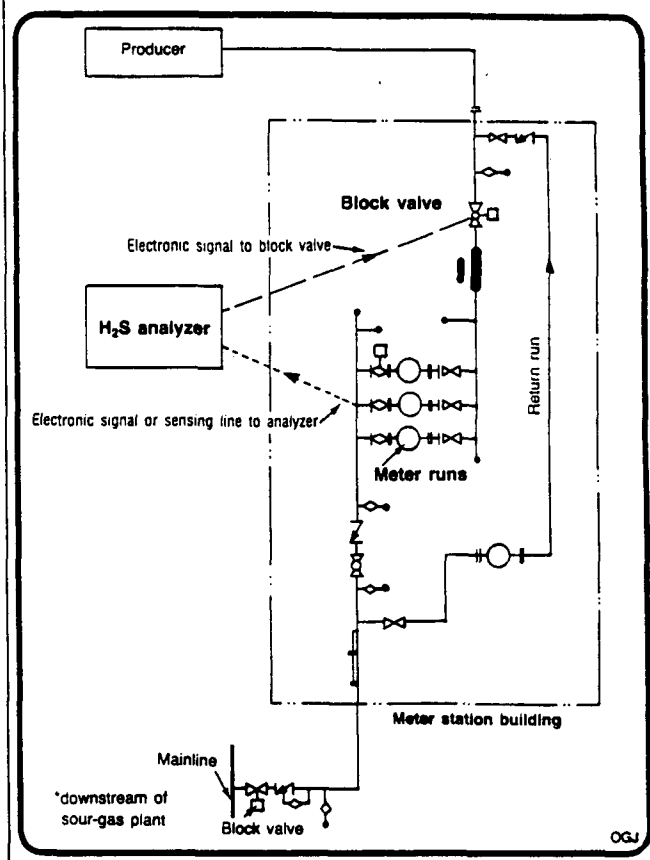 Producer
Block valve
Electronic signal to block valve
H₂S analyzer
Return run
Electronic signal or sensing line to analyzer
Meter runs
Meter station building
Mainline
*downstream of
sour-gas plant
Block valve
OGJ